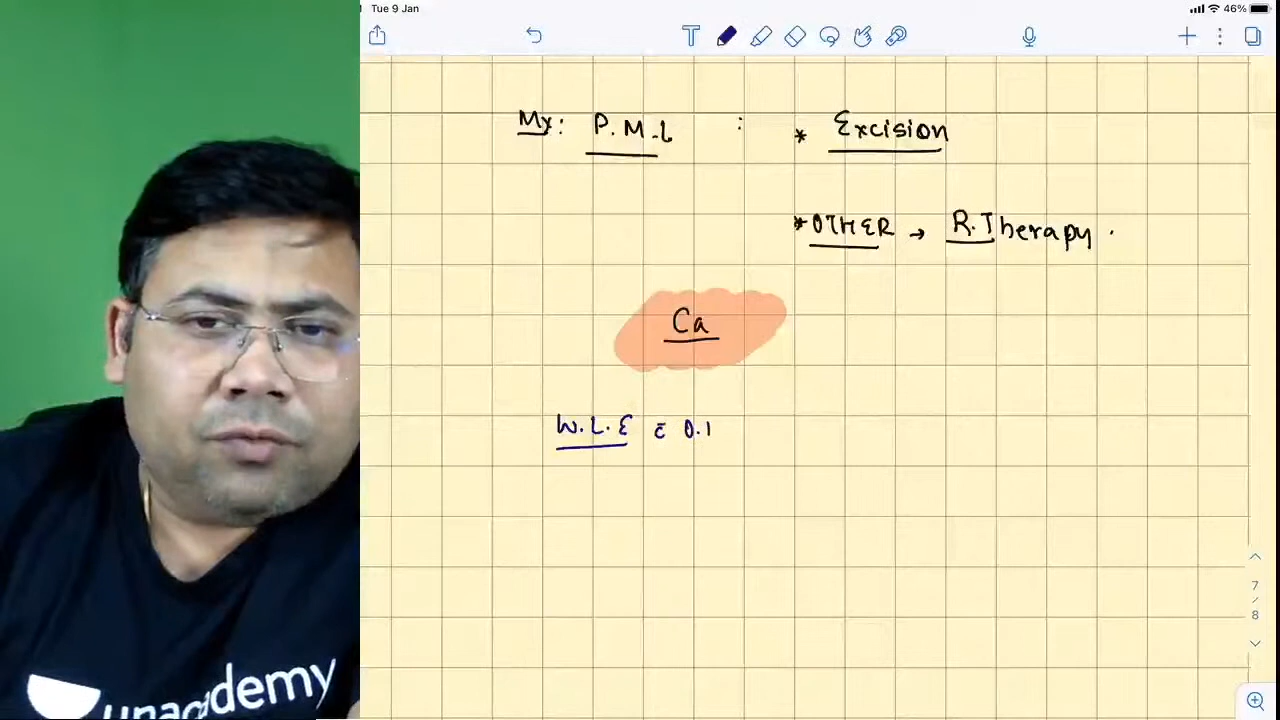 Tue 9 Jan 46%
Mx: P.M.L : * Excision
* OTHER → R.Therapy.
Ca
W.L.E c̄ 0.1
7
/
8
unacademy